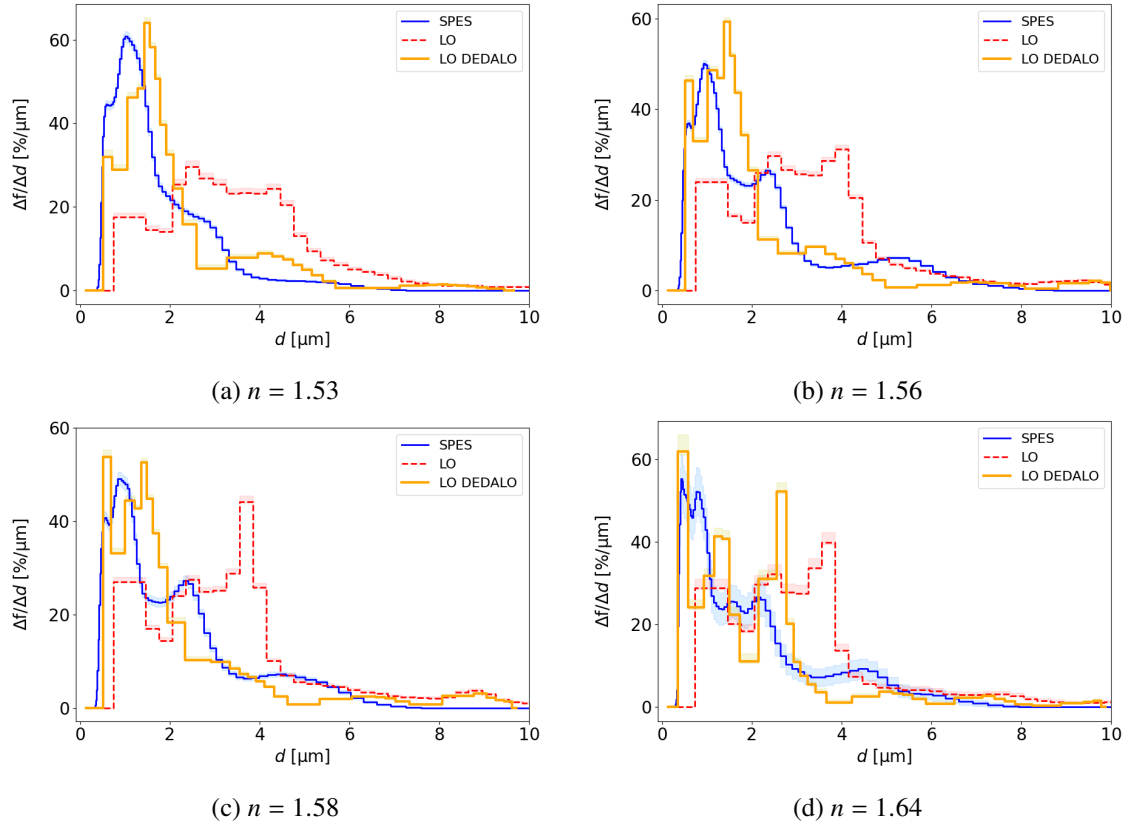 60
40
20
0
Δf/Δd [%/µm]
0 2 4 6 8 10
d [µm]
SPES
LO
LO DEDALO
(a) n = 1.53
60
40
20
0
Δf/Δd [%/µm]
0 2 4 6 8 10
d [µm]
SPES
LO
LO DEDALO
(b) n = 1.56
60
40
20
0
Δf/Δd [%/µm]
0 2 4 6 8 10
d [µm]
SPES
LO
LO DEDALO
(c) n = 1.58
60
40
20
0
Δf/Δd [%/µm]
0 2 4 6 8 10
d [µm]
SPES
LO
LO DEDALO
(d) n = 1.64